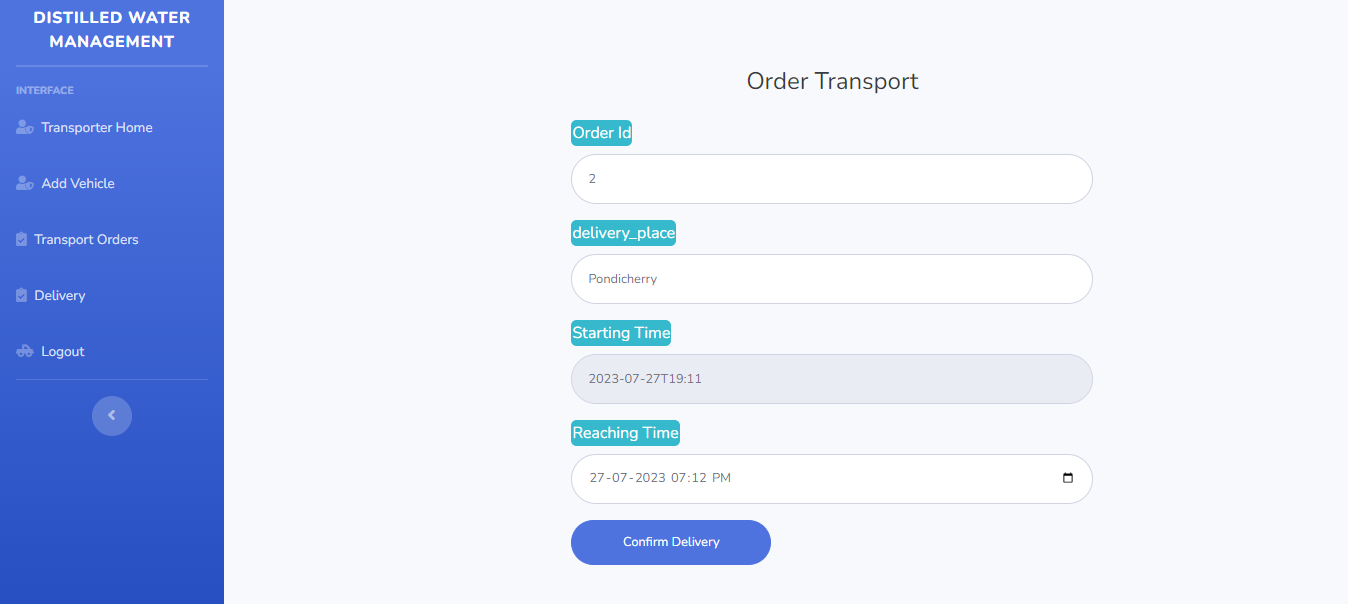 DISTILLED WATER
MANAGEMENT
INTERFACE
Transporter Home
Add Vehicle
Transport Orders
Delivery
Logout
Order Transport
Order Id
2
delivery_place
Pondicherry
Starting Time
2023-07-27T19:11
Reaching Time
27-07-2023 07:12 PM
Confirm Delivery